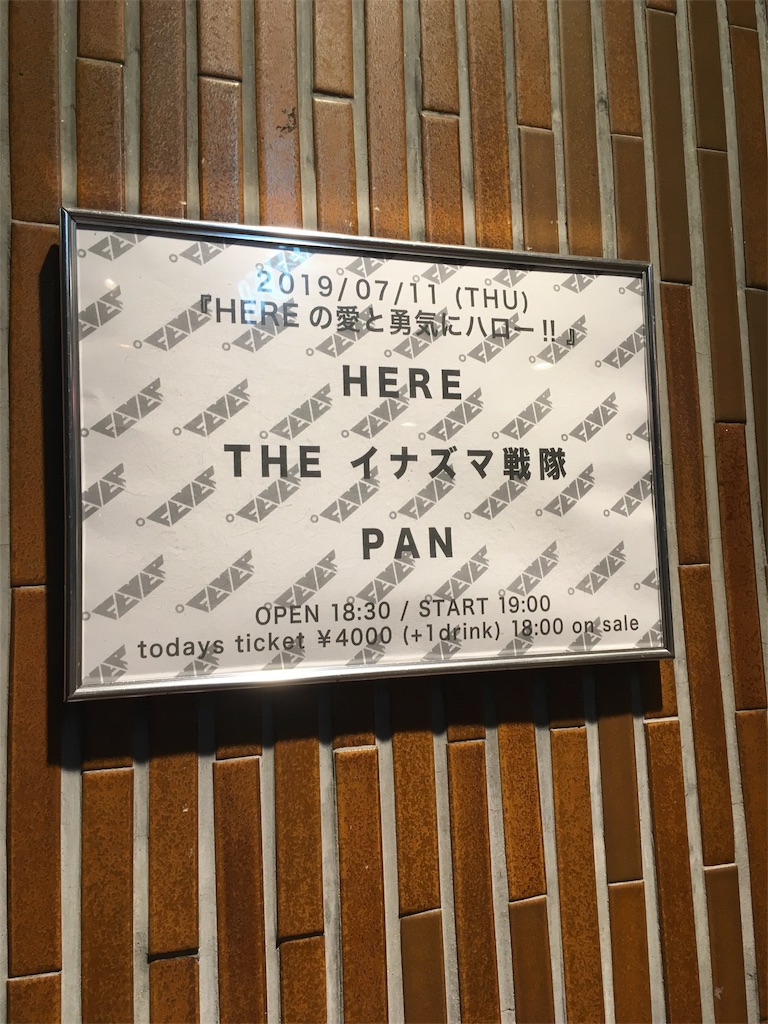 2019/07/11 (THU)
『HERE の愛と勇気にハロー!!』
HERE
THE イナズマ戦隊
PAN
OPEN 18:30 / START 19:00
todays ticket ¥4000 (+1drink) 18:00 on sale